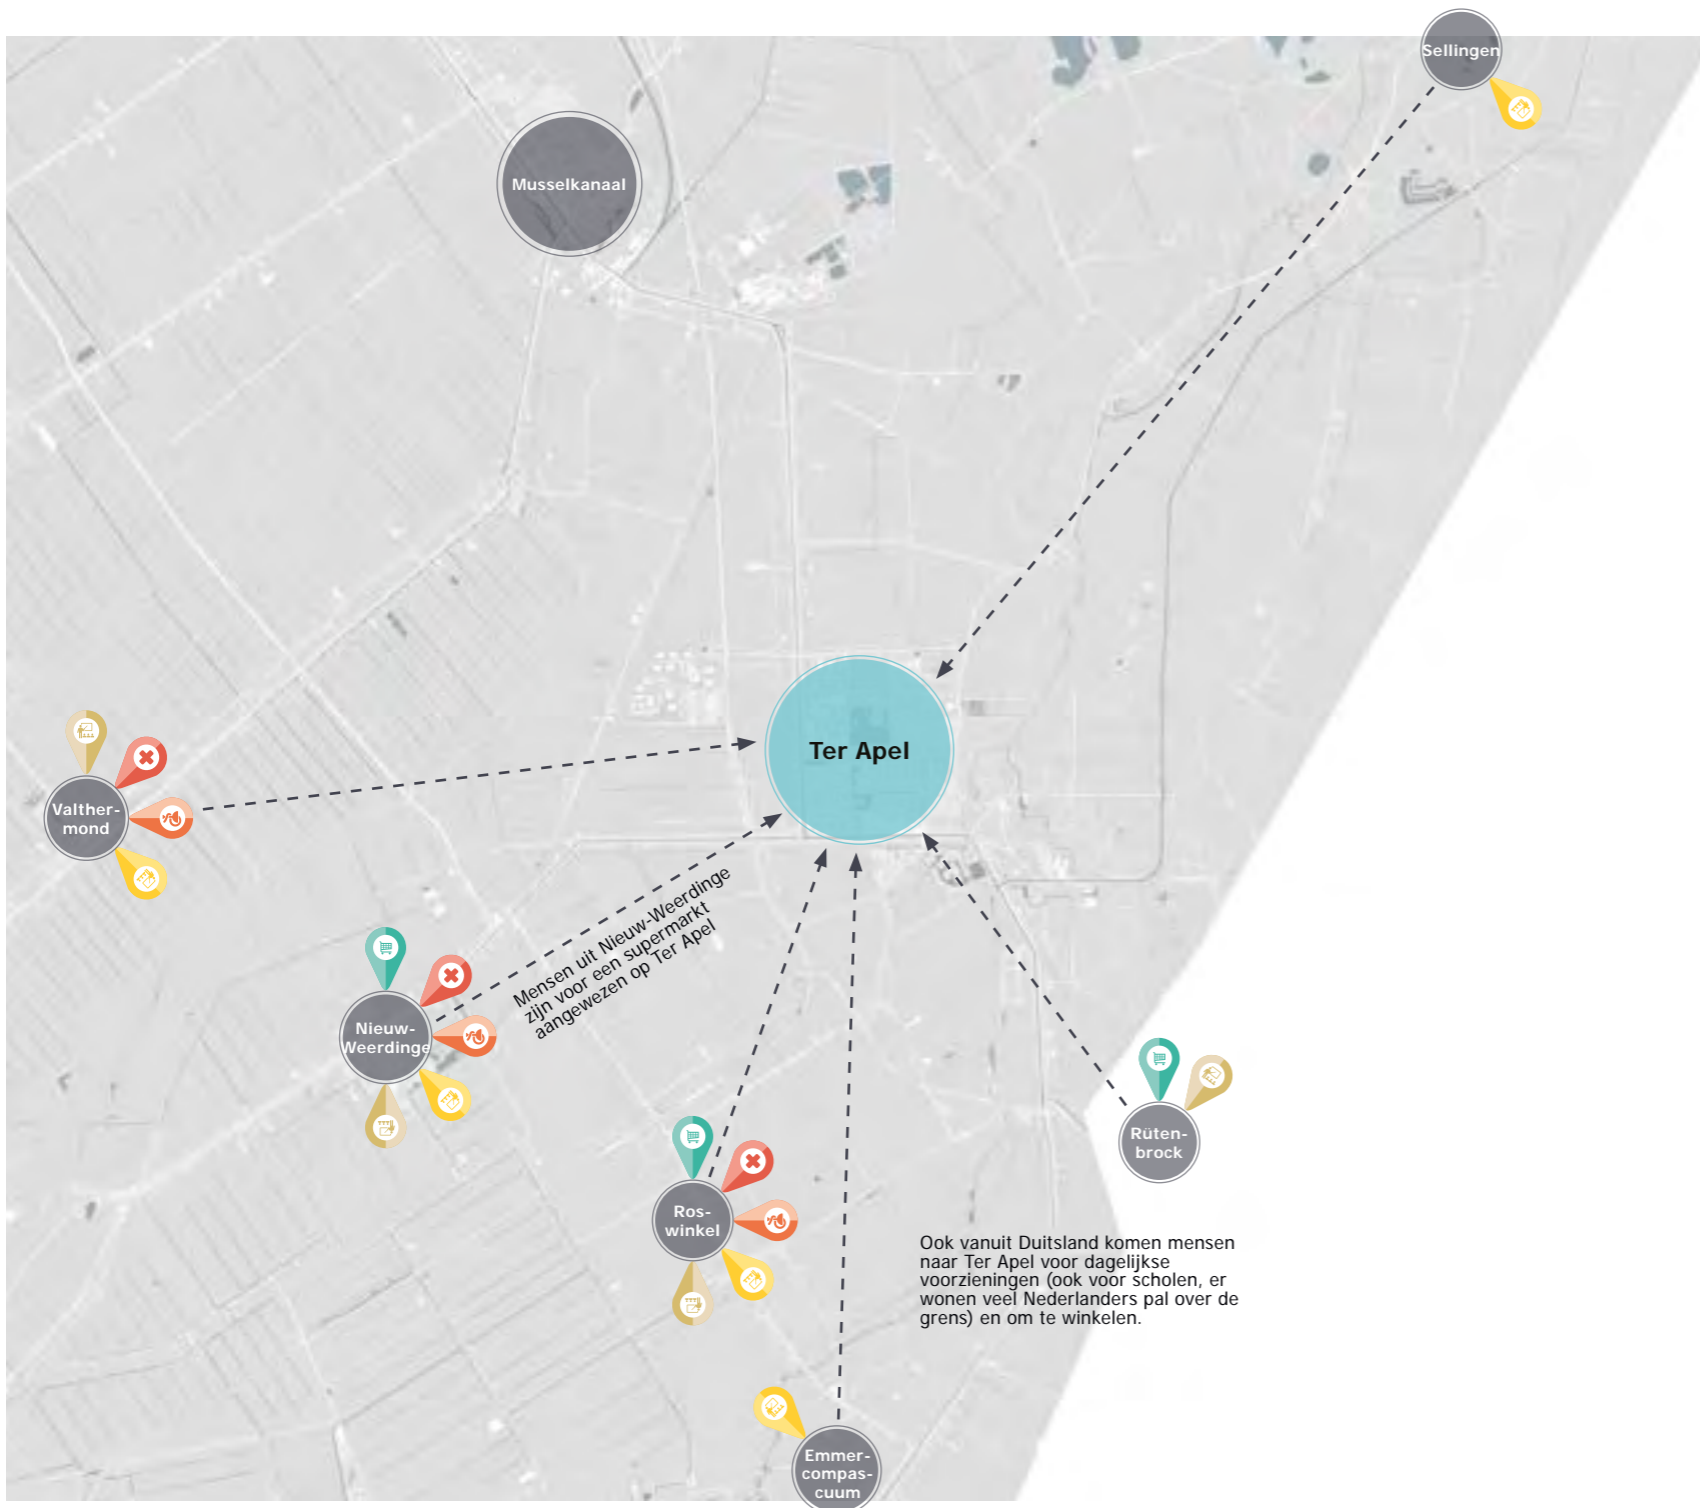 Sellingen
Musselkanaal
Ter Apel
Valther-
mond
Mensen uit Nieuw-Weerdinge
zijn voor een supermarkt
aangewezen op Ter Apel
Nieuw-
Weerdinge
Rüten-
brock
Ros-
winkel
Ook vanuit Duitsland komen mensen
naar Ter Apel voor dagelijkse
voorzieningen (ook voor scholen, er
wonen veel Nederlanders pal over de
grens) en om te winkelen.
Emmer-
compas-
cuum